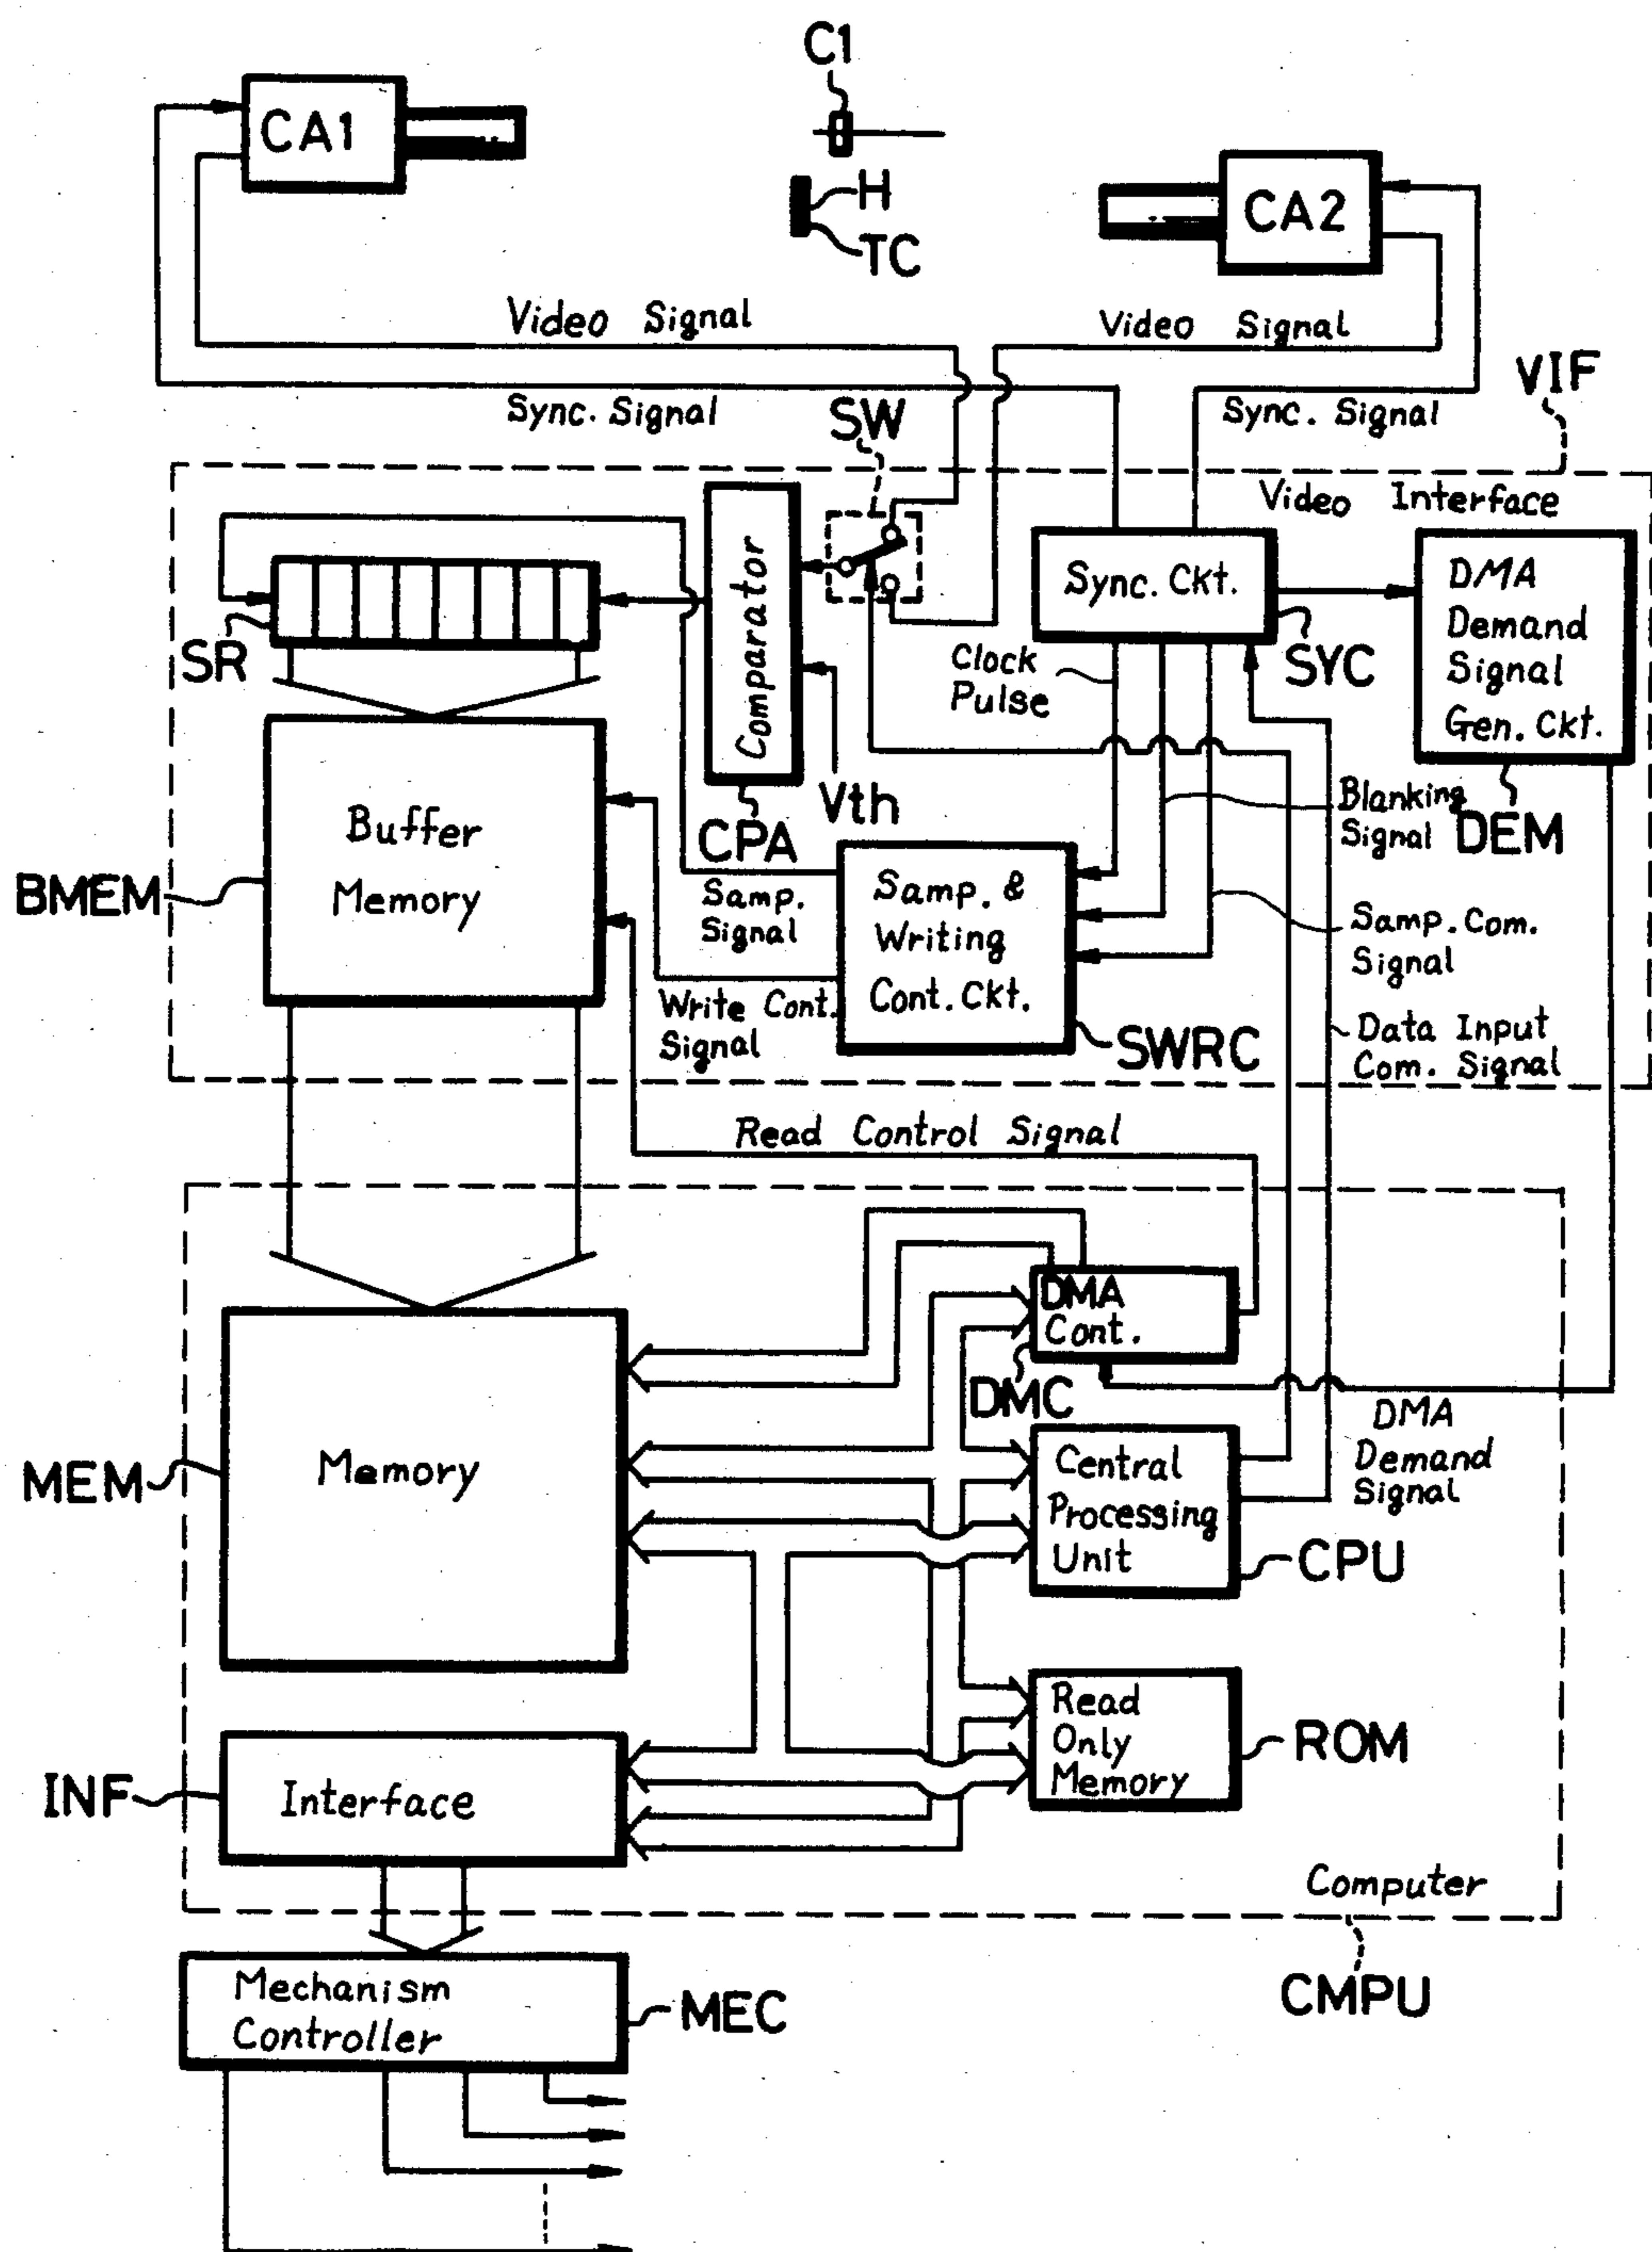 C1
CA1
H
TC
CA2
Video Signal
Video Signal
VIF
Sync. Signal
SW
Sync. Signal
Video Interface
Comparator
Sync. Ckt.
DMA
Demand
Signal
Gen. Ckt.
SR
Clock
Pulse
SYC
Vth
Blanking
Signal
DEM
Buffer
Memory
CPA
BMEM
Samp.
Signal
Samp. &
Writing
Cont. Ckt.
Samp. Com.
Signal
Write Cont.
Signal
SWRC
Data Input
Com. Signal
Read Control Signal
DMA
Cont.
DMC
DMA
Demand
Signal
MEM
Memory
Central
Processing
Unit
CPU
Read
Only
Memory
ROM
INF
Interface
Computer
CMPU
Mechanism
Controller
MEC